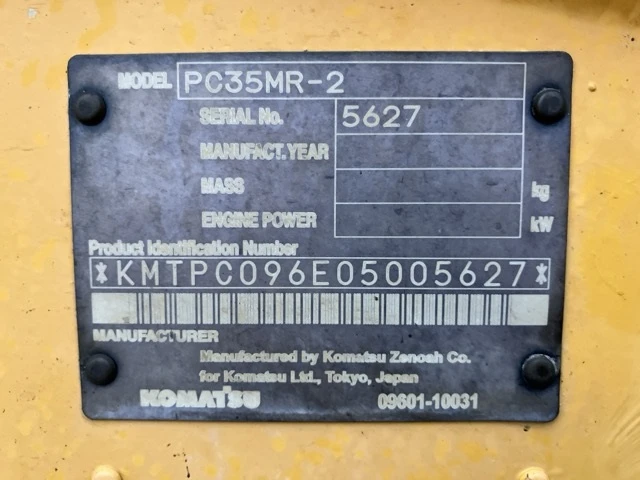 MODEL PC35MR-2
SERIAL No. 5627
MANUFACT. YEAR
MASS kg
ENGINE POWER kW
Product Identification Number
*KMTPC096E05005627*
MANUFACTURER
Manufactured by Komatsu Zenoah Co.
for Komatsu Ltd., Tokyo, Japan
KOMATSU 09601-10031